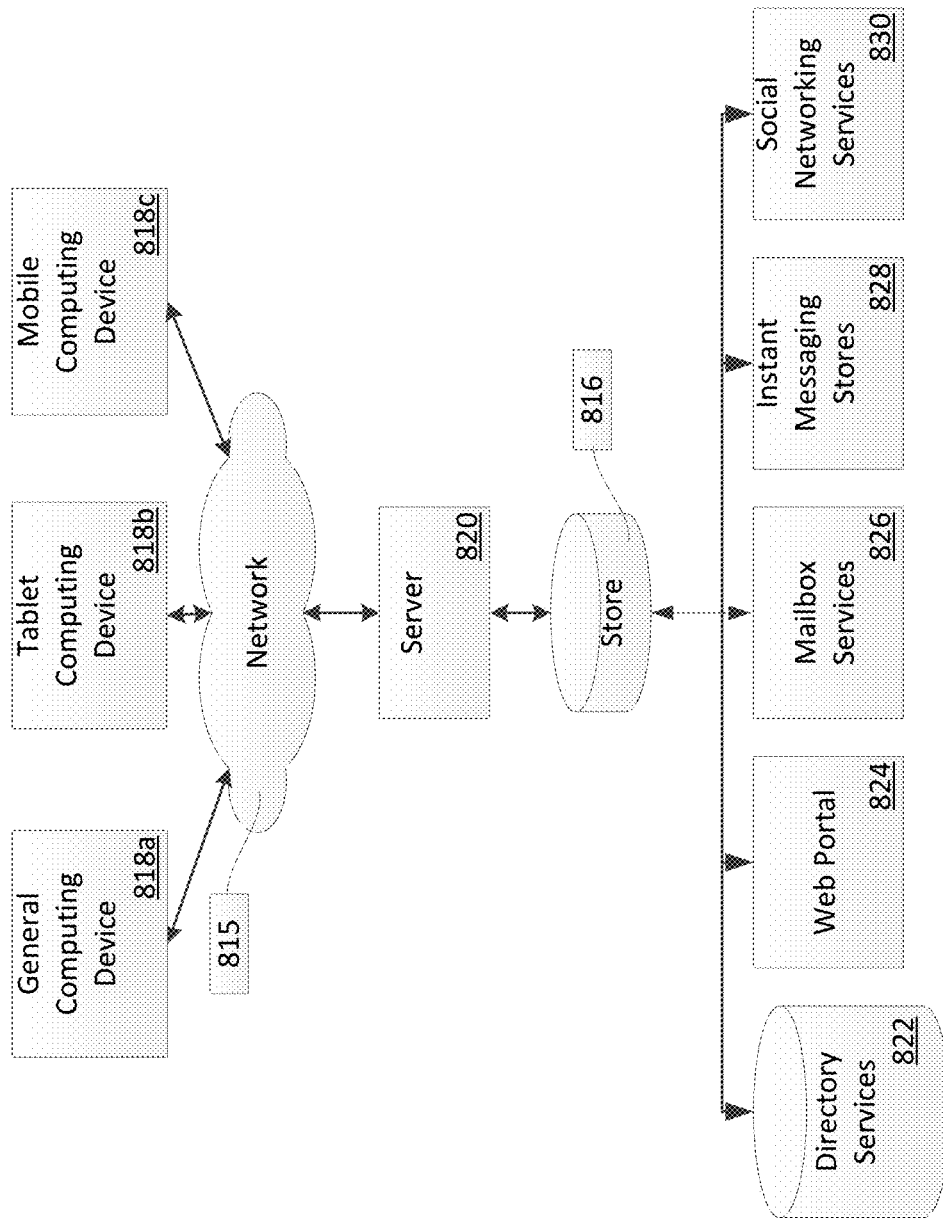 General
Computing
Device
818a
Tablet
Computing
Device
818b
Mobile
Computing
Device
818c
815
Network
Server
820
816
Store
Directory
Services
822
Web Portal
824
Mailbox
Services
826
Instant
Messaging
Stores
828
Social
Networking
Services
830